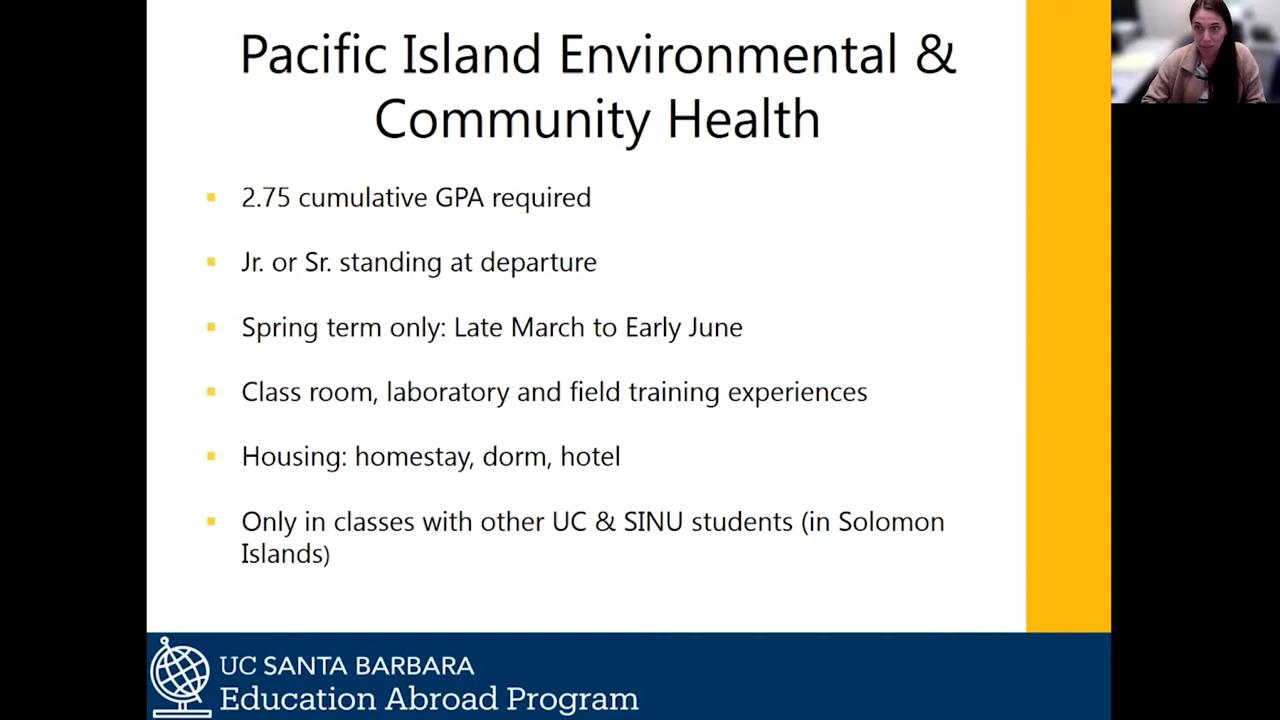 Pacific Island Environmental &
Community Health
2.75 cumulative GPA required
Jr. or Sr. standing at departure
Spring term only: Late March to Early June
Class room, laboratory and field training experiences
Housing: homestay, dorm, hotel
Only in classes with other UC & SINU students (in Solomon
Islands)
UC SANTA BARBARA
Education Abroad Program